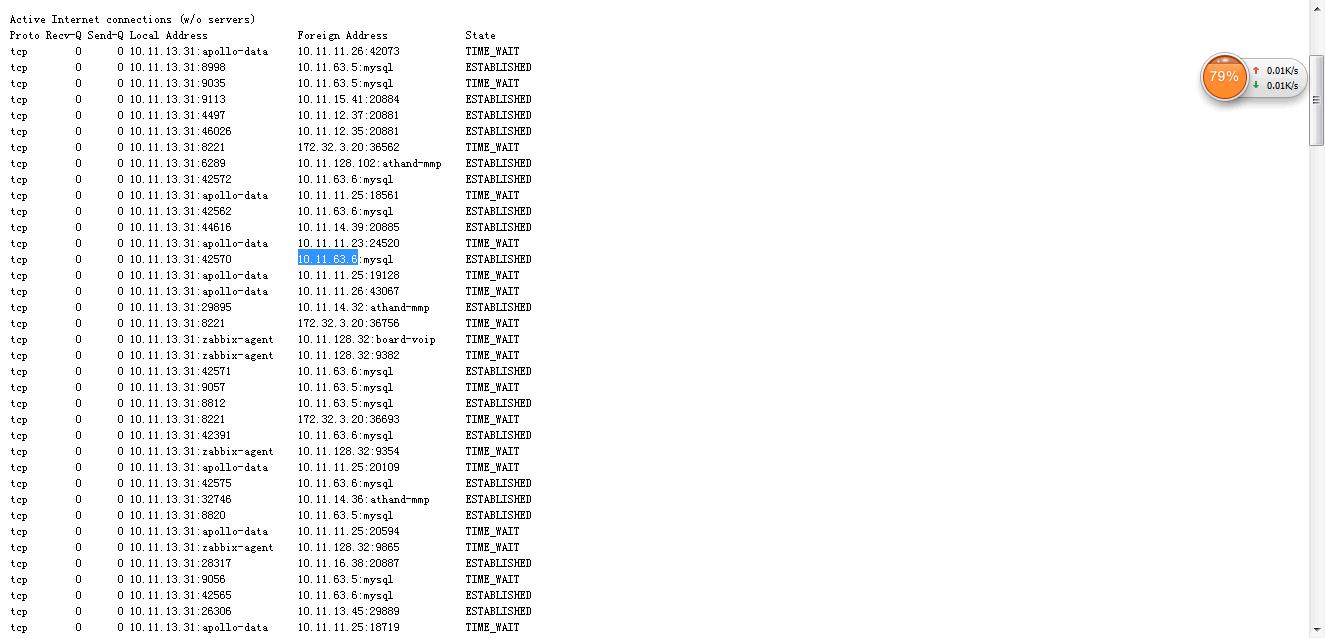 Active Internet connections (w/o servers)
Proto Recv-Q Send-Q Local Address Foreign Address State
tcp 0 0 10.11.13.31:apollo-data 10.11.11.26:42073 TIME_WAIT
tcp 0 0 10.11.13.31:8998 10.11.63.5:mysql ESTABLISHED
tcp 0 0 10.11.13.31:9035 10.11.63.5:mysql TIME_WAIT
tcp 0 0 10.11.13.31:9113 10.11.15.41:20884 ESTABLISHED
tcp 0 0 10.11.13.31:4497 10.11.12.37:20881 ESTABLISHED
tcp 0 0 10.11.13.31:46026 10.11.12.35:20881 ESTABLISHED
tcp 0 0 10.11.13.31:8221 172.32.3.20:36562 TIME_WAIT
tcp 0 0 10.11.13.31:6289 10.11.128.102:athand-mmp ESTABLISHED
tcp 0 0 10.11.13.31:42572 10.11.63.6:mysql ESTABLISHED
tcp 0 0 10.11.13.31:apollo-data 10.11.11.25:18561 TIME_WAIT
tcp 0 0 10.11.13.31:42562 10.11.63.6:mysql ESTABLISHED
tcp 0 0 10.11.13.31:44616 10.11.14.39:20885 ESTABLISHED
tcp 0 0 10.11.13.31:apollo-data 10.11.11.23:24520 TIME_WAIT
tcp 0 0 10.11.13.31:42570 10.11.63.6:mysql ESTABLISHED
tcp 0 0 10.11.13.31:apollo-data 10.11.11.25:19128 TIME_WAIT
tcp 0 0 10.11.13.31:apollo-data 10.11.11.26:43067 TIME_WAIT
tcp 0 0 10.11.13.31:29895 10.11.14.32:athand-mmp ESTABLISHED
tcp 0 0 10.11.13.31:8221 172.32.3.20:36756 TIME_WAIT
tcp 0 0 10.11.13.31:zabbix-agent 10.11.128.32:board-voip TIME_WAIT
tcp 0 0 10.11.13.31:zabbix-agent 10.11.128.32:9382 TIME_WAIT
tcp 0 0 10.11.13.31:42571 10.11.63.6:mysql ESTABLISHED
tcp 0 0 10.11.13.31:9057 10.11.63.5:mysql TIME_WAIT
tcp 0 0 10.11.13.31:8812 10.11.63.5:mysql ESTABLISHED
tcp 0 0 10.11.13.31:8221 172.32.3.20:36693 TIME_WAIT
tcp 0 0 10.11.13.31:42391 10.11.63.6:mysql ESTABLISHED
tcp 0 0 10.11.13.31:zabbix-agent 10.11.128.32:9354 TIME_WAIT
tcp 0 0 10.11.13.31:apollo-data 10.11.11.25:20109 TIME_WAIT
tcp 0 0 10.11.13.31:42575 10.11.63.6:mysql ESTABLISHED
tcp 0 0 10.11.13.31:32746 10.11.14.36:athand-mmp ESTABLISHED
tcp 0 0 10.11.13.31:8820 10.11.63.5:mysql ESTABLISHED
tcp 0 0 10.11.13.31:apollo-data 10.11.11.25:20594 TIME_WAIT
tcp 0 0 10.11.13.31:zabbix-agent 10.11.128.32:9865 TIME_WAIT
tcp 0 0 10.11.13.31:28317 10.11.16.38:20887 ESTABLISHED
tcp 0 0 10.11.13.31:9056 10.11.63.5:mysql TIME_WAIT
tcp 0 0 10.11.13.31:42565 10.11.63.6:mysql ESTABLISHED
tcp 0 0 10.11.13.31:26306 10.11.13.45:29889 ESTABLISHED
tcp 0 0 10.11.13.31:apollo-data 10.11.11.25:18719 TIME_WAIT
79%
0.01K/s
0.01K/s